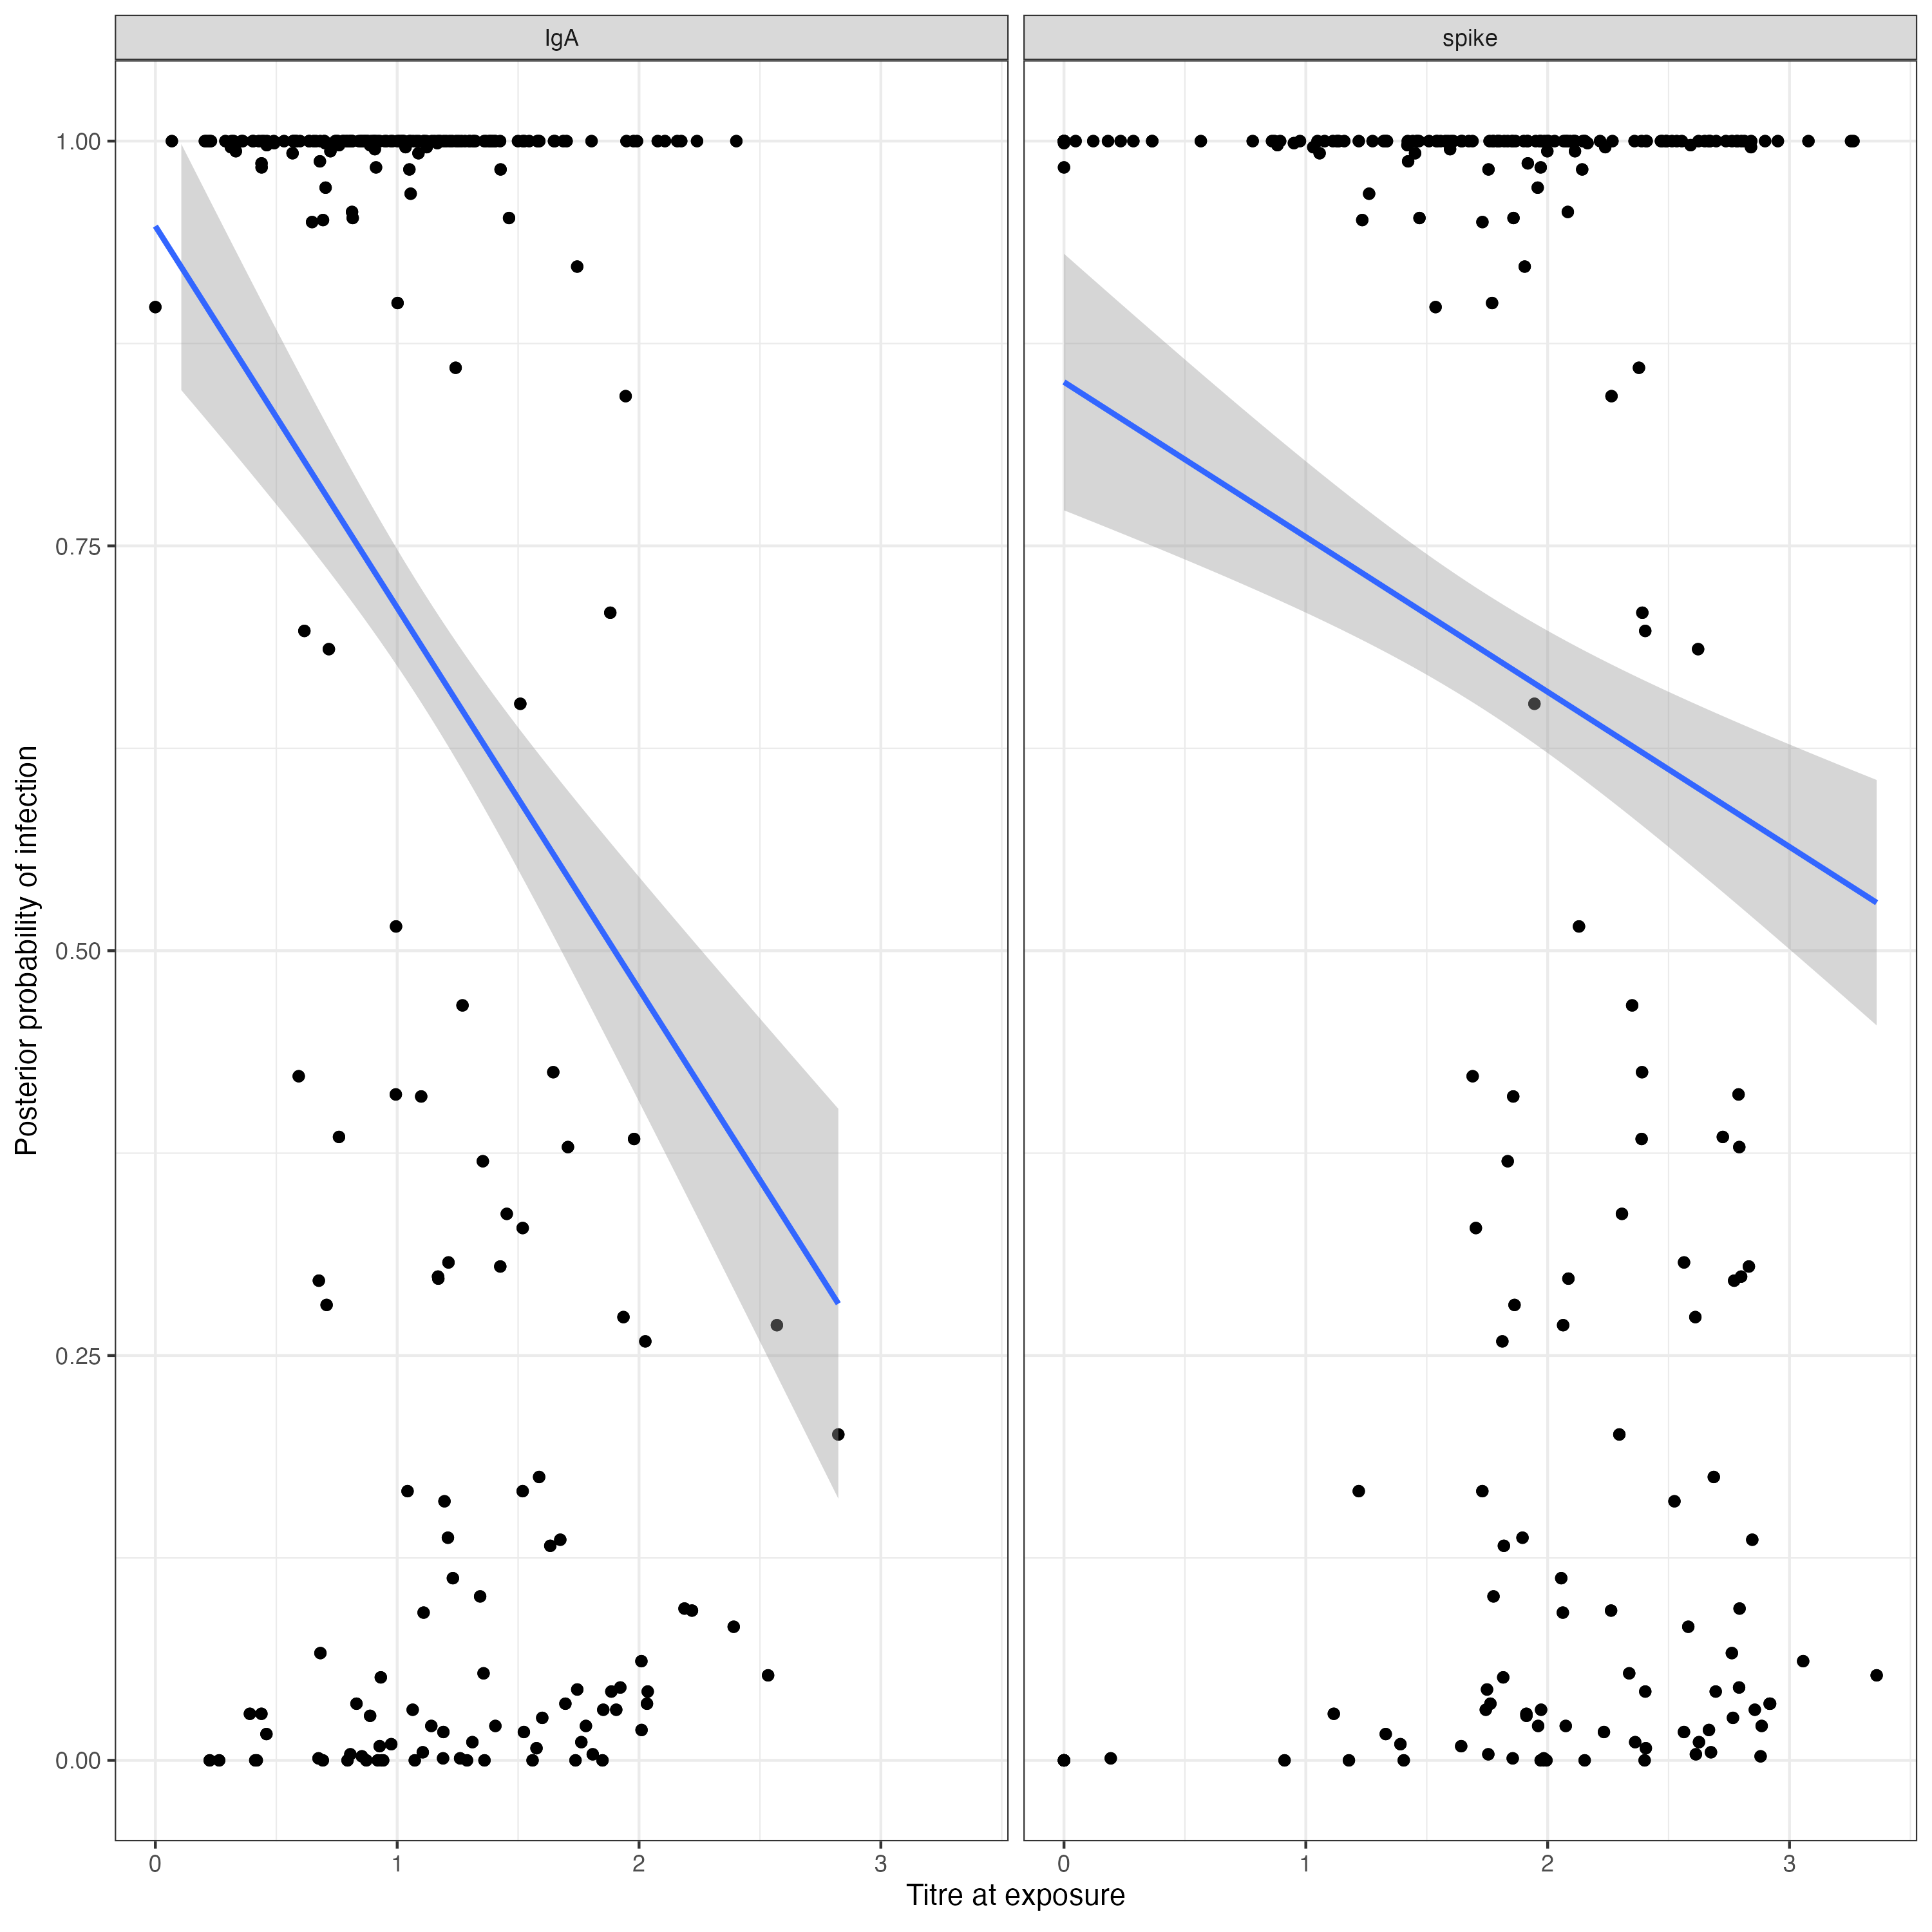 IgA
spike
Posterior probability of infection
1.00
0.75
0.50
0.25
0.00
0 1 2 3
0 1 2 3
Titre at exposure